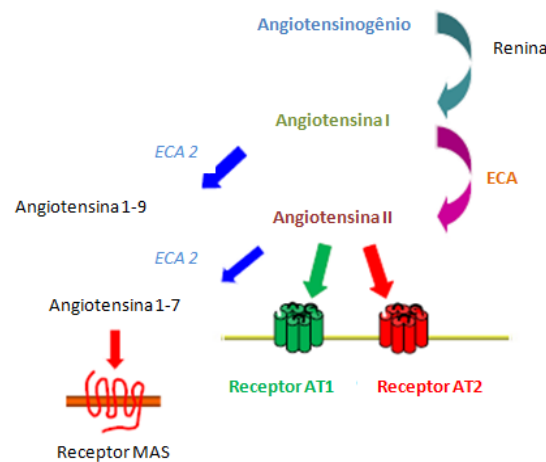 Angiotensinogênio
Renina
Angiotensina I
ECA 2
ECA
Angiotensina 1-9
Angiotensina II
ECA 2
Angiotensina 1-7
Receptor AT1
Receptor AT2
Receptor MAS